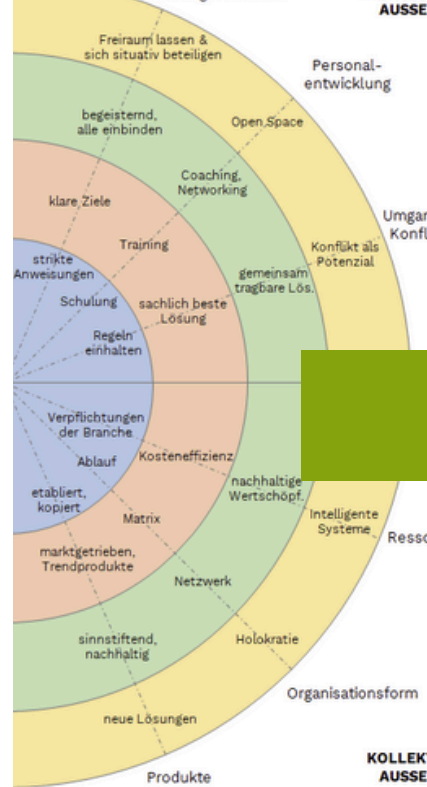 AUSSE
Freiraum lassen &
sich situativ beteiligen
Personal-
entwicklung
begeisternd,
alle einbinden
Open Space
Coaching,
Networking
klare Ziele
Umgan
Konfl
Training
Konflikt als
Potenzial
strikte
Anweisungen
gemeinsam
tragbare Lös.
Schulung
sachlich beste
Lösung
Regeln
einhalten
Verpflichtungen
der Branche
Kosteneffizienz
Ablauf
nachhaltige
Wertschöpf.
etabliert,
kopiert
Matrix
Intelligente
Systeme
Resso
marktgetrieben,
Trendprodukte
Netzwerk
sinnstiftend,
nachhaltig
Holokratie
Organisationsform
neue Lösungen
KOLLEK
AUSSE
Produkte